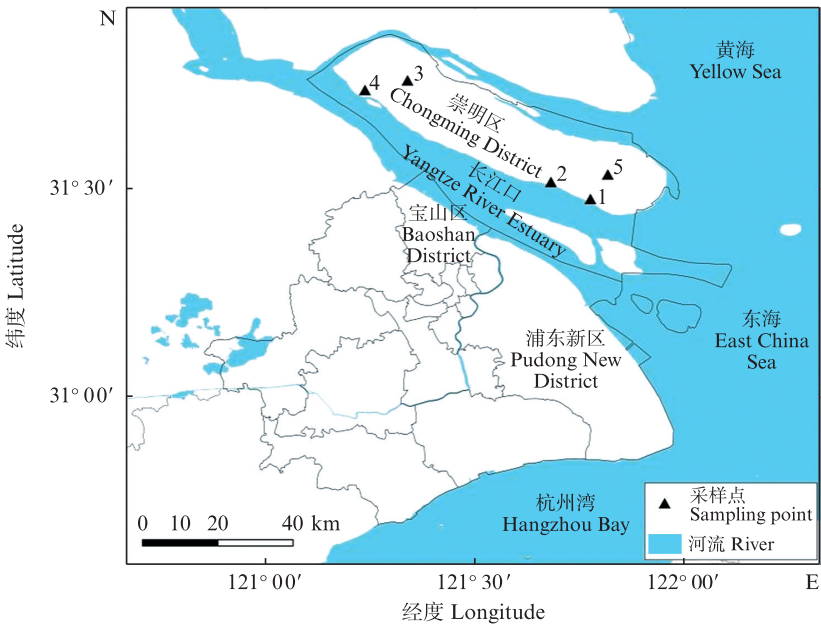 N
黄海
Yellow Sea
4
3
崇明区
Chongming District
2
5
1
长江口
Yangtze River Estuary
31° 30′
宝山区
Baoshan
District
纬度 Latitude
浦东新区
Pudong New
District
东海
East China
Sea
31° 00′
杭州湾
Hangzhou Bay
采样点
Sampling point
河流 River
0 10 20 40 km
121° 00′ 121° 30′ 122° 00′ E
经度 Longitude